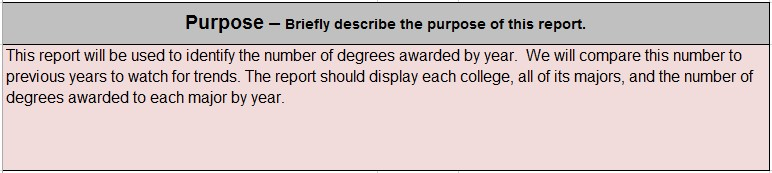 Purpose – Briefly describe the purpose of this report.
This report will be used to identify the number of degrees awarded by year.  We will compare this number to
previous years to watch for trends. The report should display each college, all of its majors, and the number of
degrees awarded to each major by year.